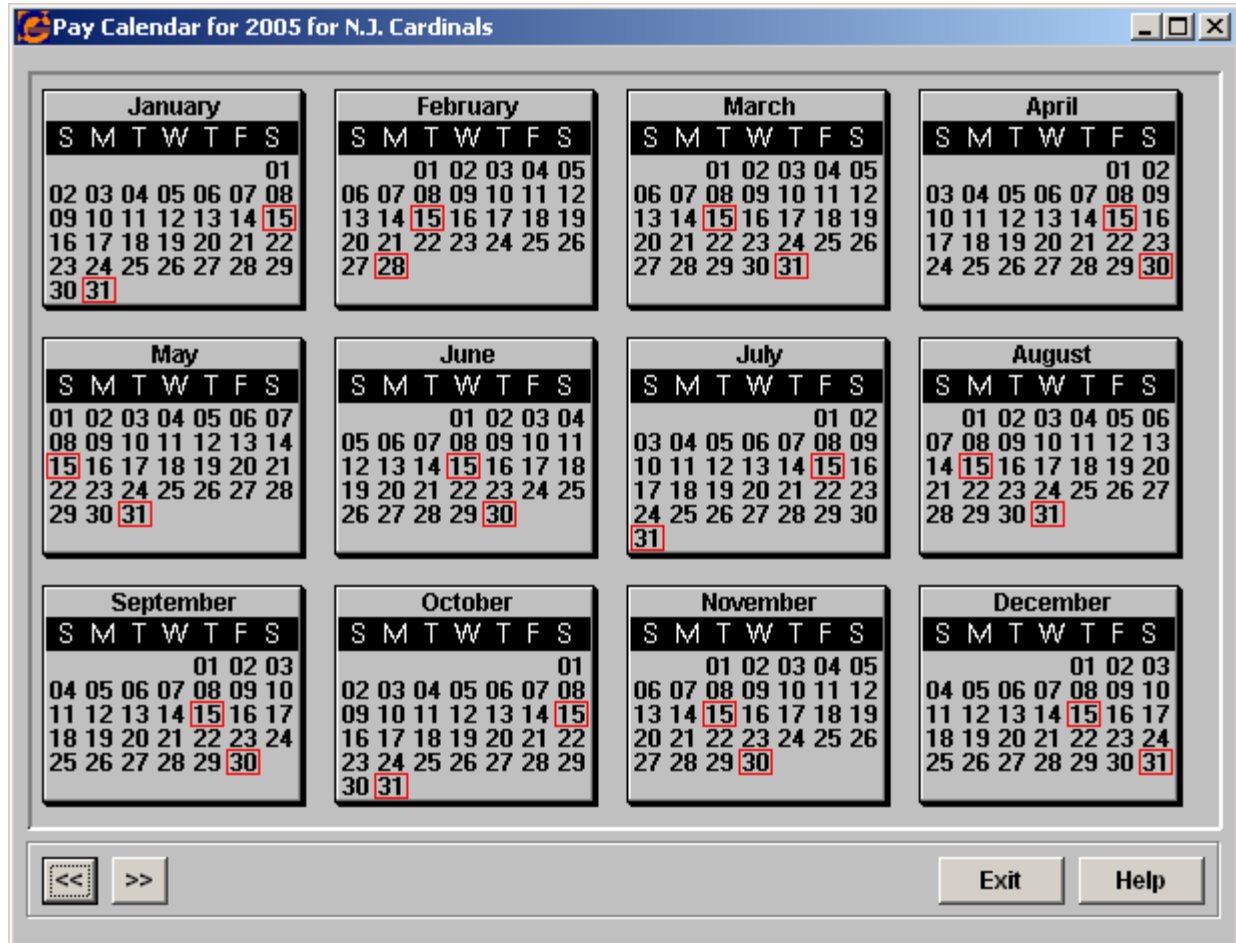 Pay Calendar for 2005 for N.J. Cardinals
January
S M T W T F S
01
02 03 04 05 06 07 08
09 10 11 12 13 14 15
16 17 18 19 20 21 22
23 24 25 26 27 28 29
30 31
February
S M T W T F S
01 02 03 04 05
06 07 08 09 10 11 12
13 14 15 16 17 18 19
20 21 22 23 24 25 26
27 28
March
S M T W T F S
01 02 03 04 05
06 07 08 09 10 11 12
13 14 15 16 17 18 19
20 21 22 23 24 25 26
27 28 29 30 31
April
S M T W T F S
01 02
03 04 05 06 07 08 09
10 11 12 13 14 15 16
17 18 19 20 21 22 23
24 25 26 27 28 29 30
May
S M T W T F S
01 02 03 04 05 06 07
08 09 10 11 12 13 14
15 16 17 18 19 20 21
22 23 24 25 26 27 28
29 30 31
June
S M T W T F S
01 02 03 04
05 06 07 08 09 10 11
12 13 14 15 16 17 18
19 20 21 22 23 24 25
26 27 28 29 30
July
S M T W T F S
01 02
03 04 05 06 07 08 09
10 11 12 13 14 15 16
17 18 19 20 21 22 23
24 25 26 27 28 29 30
31
August
S M T W T F S
01 02 03 04 05 06
07 08 09 10 11 12 13
14 15 16 17 18 19 20
21 22 23 24 25 26 27
28 29 30 31
September
S M T W T F S
01 02 03
04 05 06 07 08 09 10
11 12 13 14 15 16 17
18 19 20 21 22 23 24
25 26 27 28 29 30
October
S M T W T F S
01
02 03 04 05 06 07 08
09 10 11 12 13 14 15
16 17 18 19 20 21 22
23 24 25 26 27 28 29
30 31
November
S M T W T F S
01 02 03 04 05
06 07 08 09 10 11 12
13 14 15 16 17 18 19
20 21 22 23 24 25 26
27 28 29 30
December
S M T W T F S
01 02 03
04 05 06 07 08 09 10
11 12 13 14 15 16 17
18 19 20 21 22 23 24
25 26 27 28 29 30 31
<< >> Exit Help